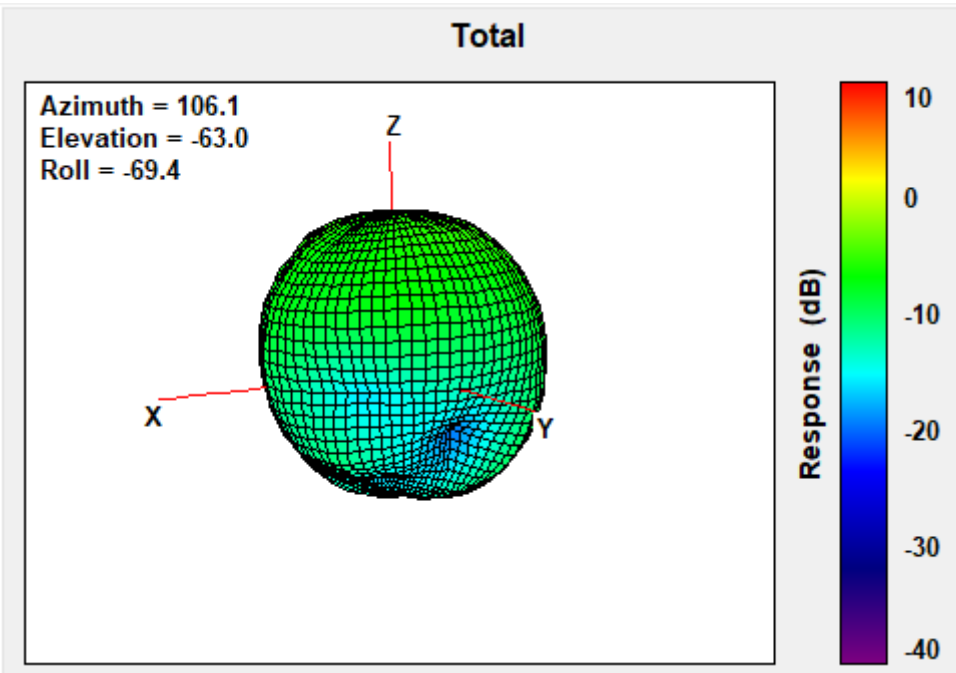 Total
Azimuth = 106.1
Elevation = -63.0
Roll = -69.4
Z
X
Y
Response (dB)
10
0
-10
-20
-30
-40